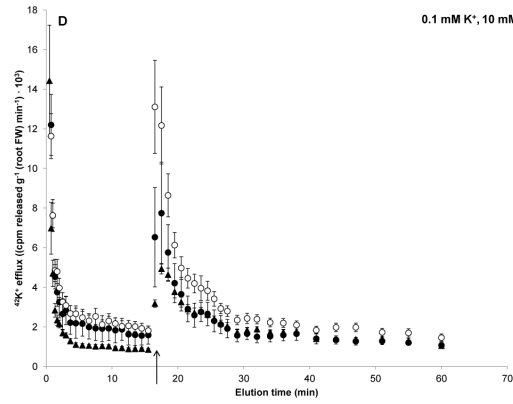 18
D
0.1 mM K⁺, 10 mM
16
14
12
10
8
6
4
2
0
⁴²K⁺ efflux ((cpm released g⁻¹ (root FW) min⁻¹) · 10³)
0 10 20 30 40 50 60 70
Elution time (min)